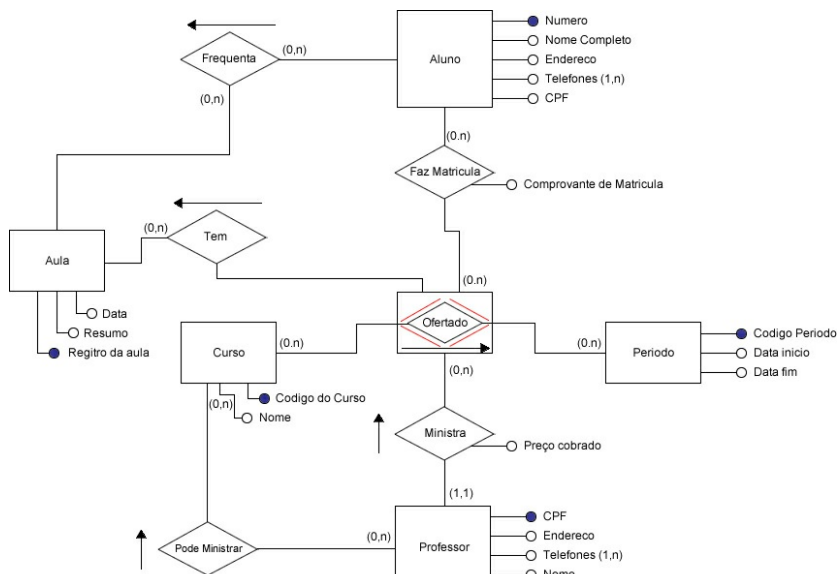 Numero
Nome Completo
Endereco
Telefones (1,n)
CPF
Aluno
Frequenta
(0,n)
(0,n)
(0.n)
Faz Matricula
Comprovante de Matricula
(0,n)
Tem
Aula
(0.n)
Data
Resumo
Regitro da aula
Ofertado
Curso
(0.n)
(0.n)
Periodo
Codigo Periodo
Data inicio
Data fim
(0,n)
Codigo do Curso
Nome
(0,n)
Ministra
Preço cobrado
(1,1)
Pode Ministrar
(0,n)
Professor
CPF
Endereco
Telefones (1,n)
Nome